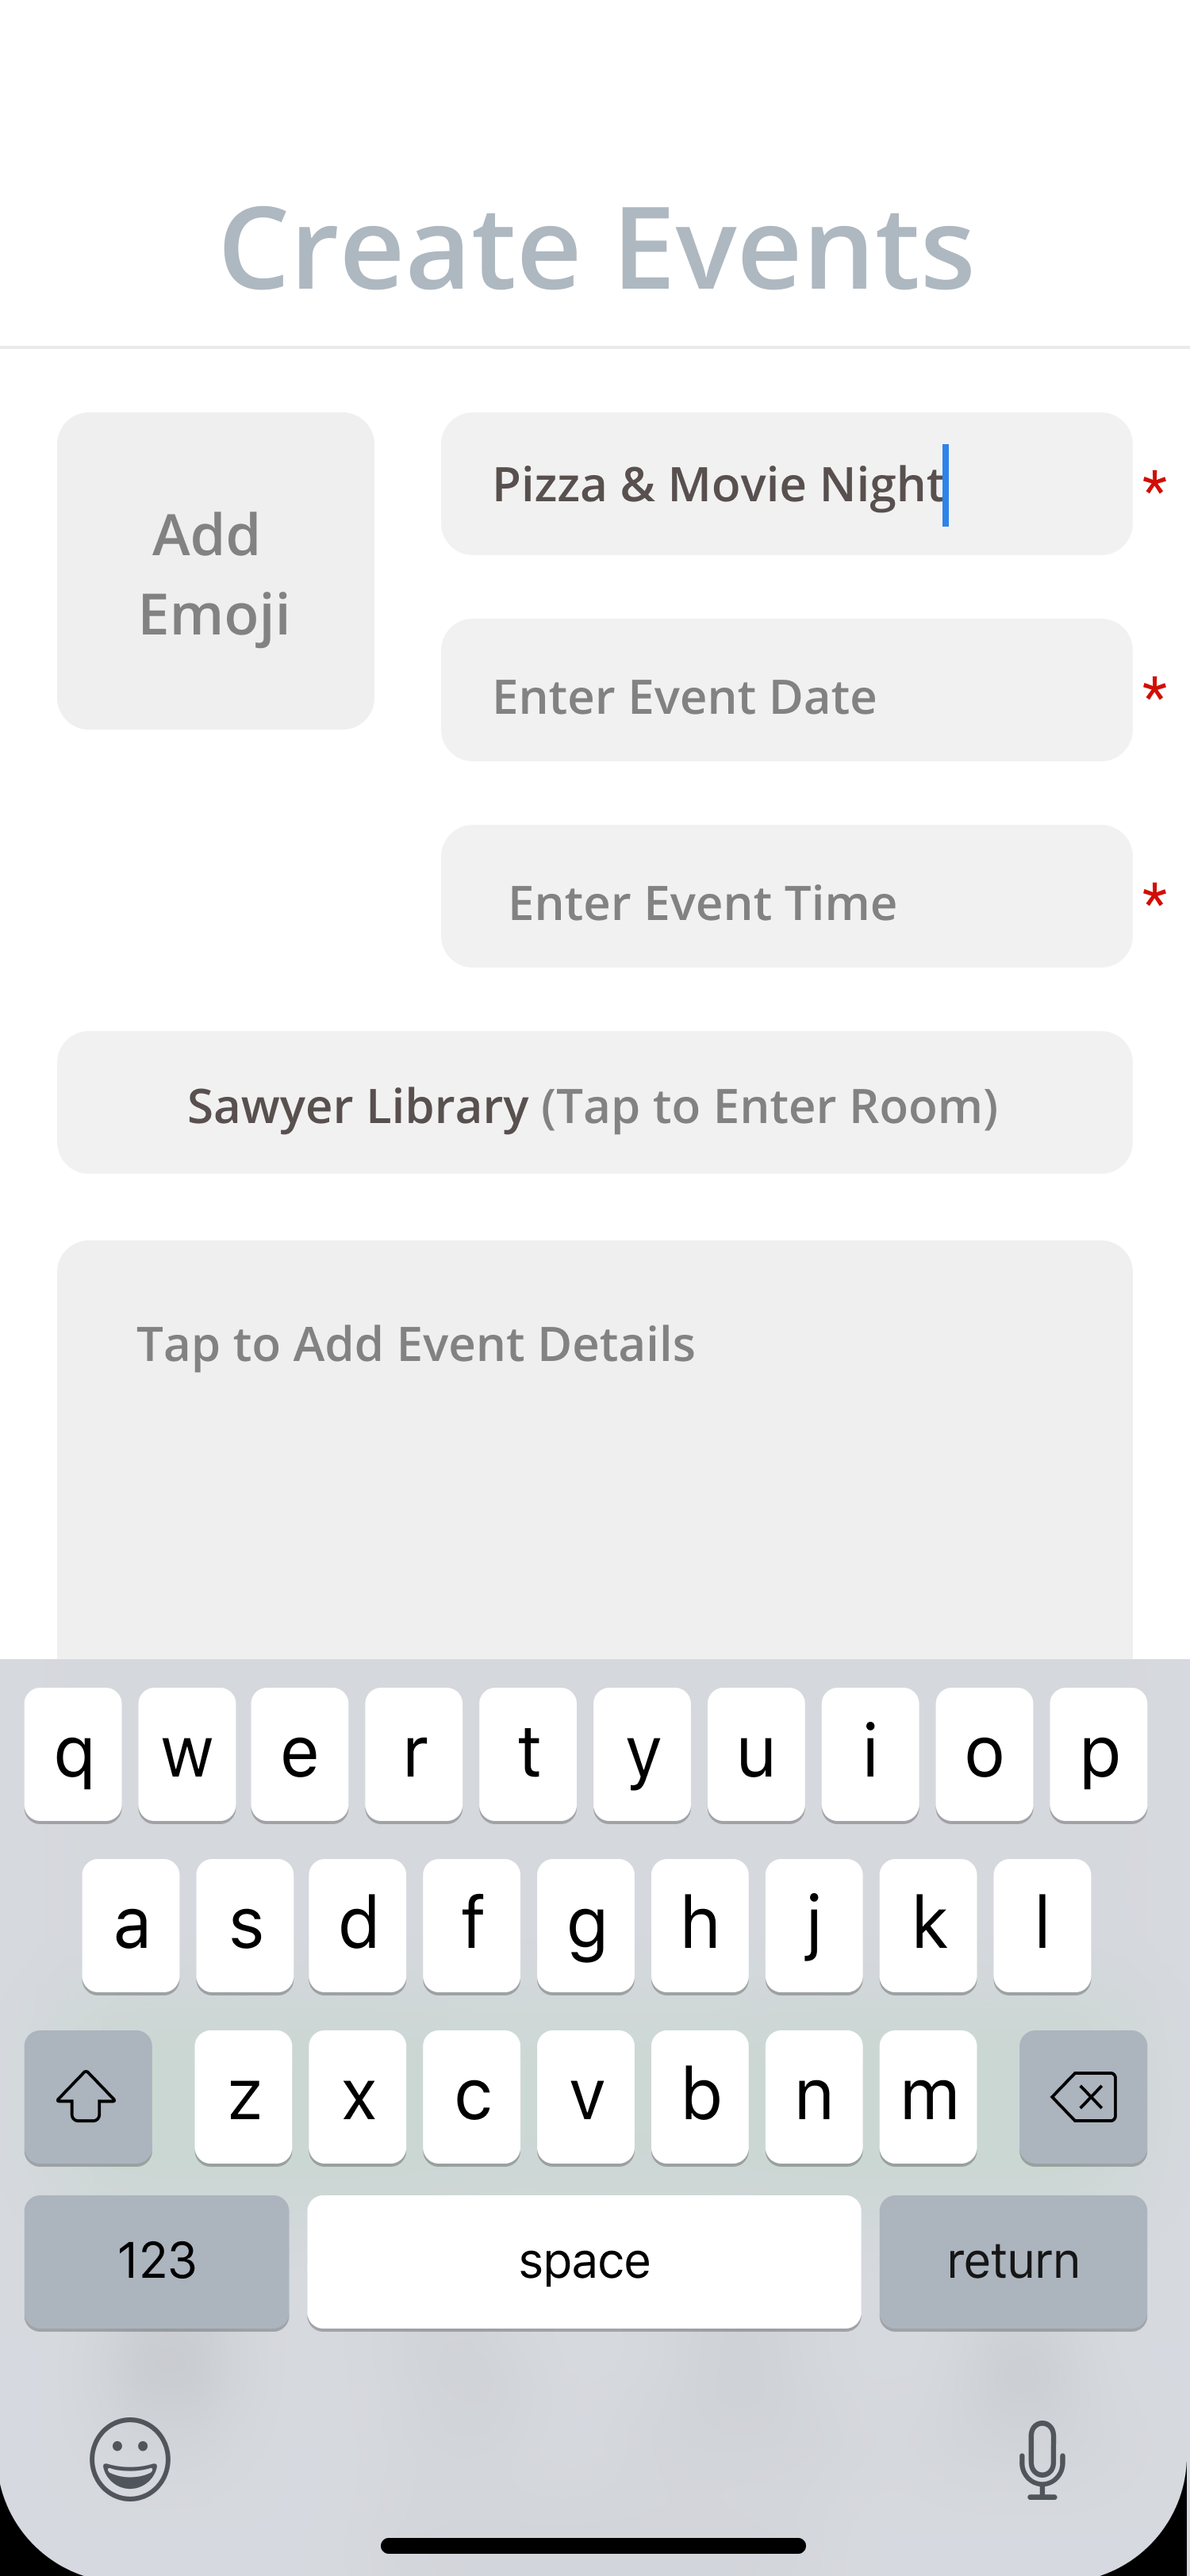 Create Events
Add
Emoji
Pizza & Movie Night
*
Enter Event Date
*
Enter Event Time
*
Sawyer Library (Tap to Enter Room)
Tap to Add Event Details
q w e r t y u i o p
a s d f g h j k l
z x c v b n m
123 space return